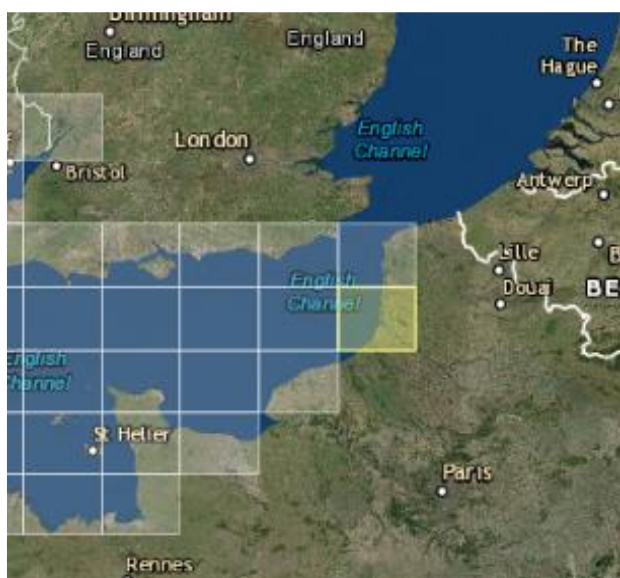 Birmingham
England
England
The
Hague
English
Channel
London
Bristol
Antwerp
Lille
English
Channel
Douai
BE
English
Channel
St Helier
Paris
Rennes